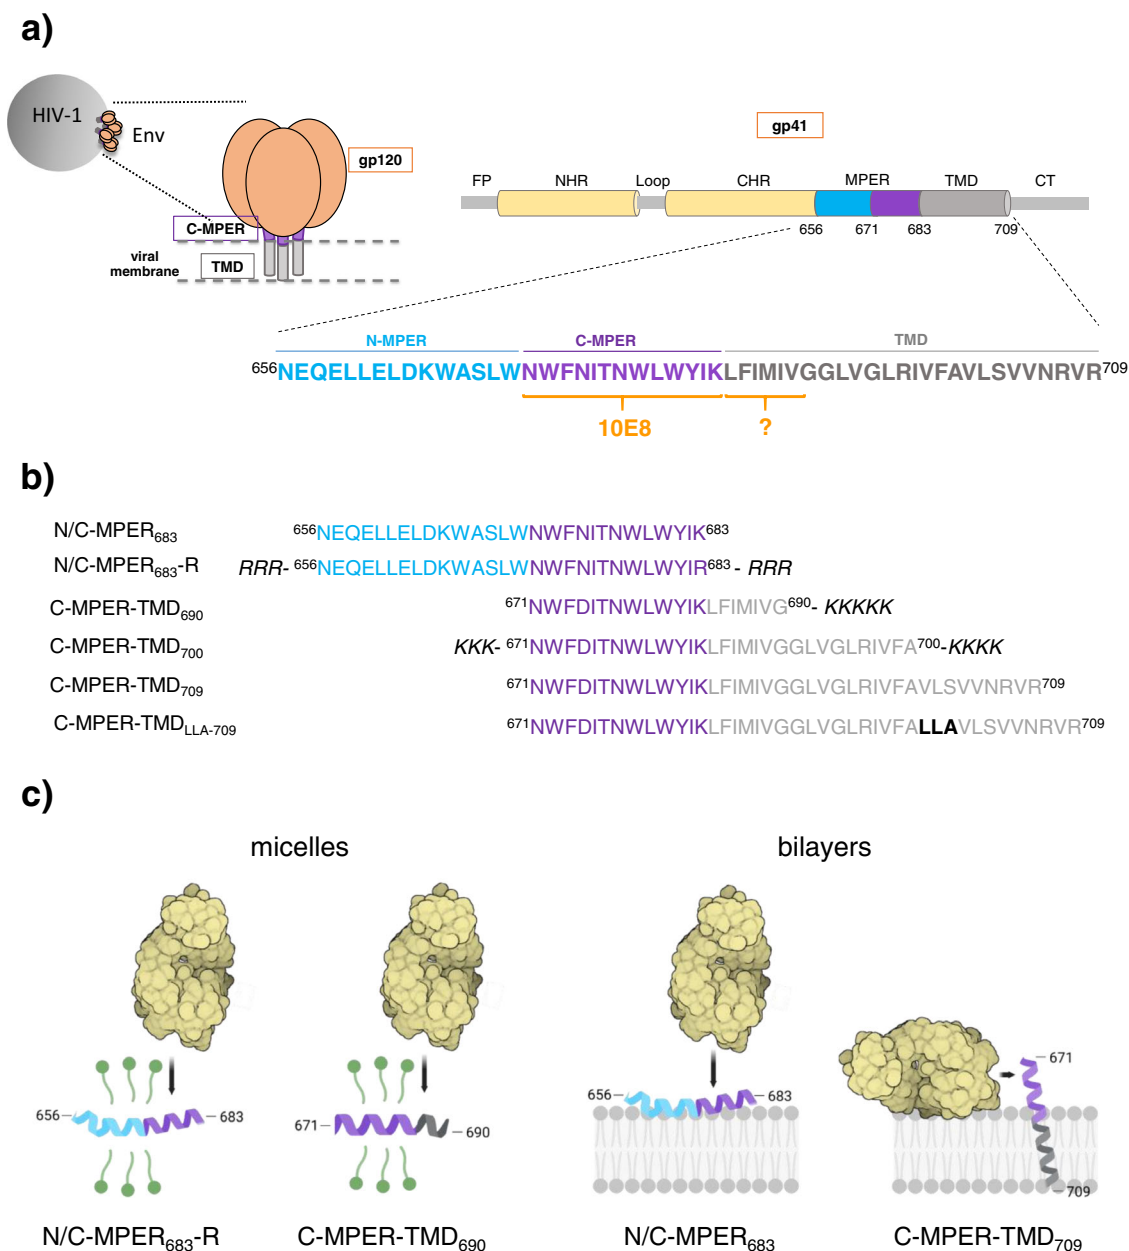 a)
HIV-1
Env
gp120
C-MPER
viral
membrane
TMD
gp41
FP NHR Loop CHR MPER TMD CT
656 671 683 709
N-MPER C-MPER TMD
656NEQELLELDKWASLWNWFNITNWLWYIKLFIMIVGGLVGLRIVFAVLSVVNRVR709
10E8 ?
b)
N/C-MPER683 656NEQELLELDKWASLWNWFNITNWLWYIK683
N/C-MPER683-R RRR- 656NEQELLELDKWASLWNWFNITNWLWYIR683 - RRR
C-MPER-TMD690 671NWFDITNWLWYIKLFIMIVG690- KKKKK
C-MPER-TMD700 KKK- 671NWFDITNWLWYIKLFIMIVGGLVGLRIVFA700-KKKK
C-MPER-TMD709 671NWFDITNWLWYIKLFIMIVGGLVGLRIVFAVLSVVNRVR709
C-MPER-TMDLLA-709 671NWFDITNWLWYIKLFIMIVGGLVGLRIVFALLAVLSVVNRVR709
c)
micelles bilayers
656 683
671 690
656 683
671
709
N/C-MPER683-R C-MPER-TMD690 N/C-MPER683 C-MPER-TMD709